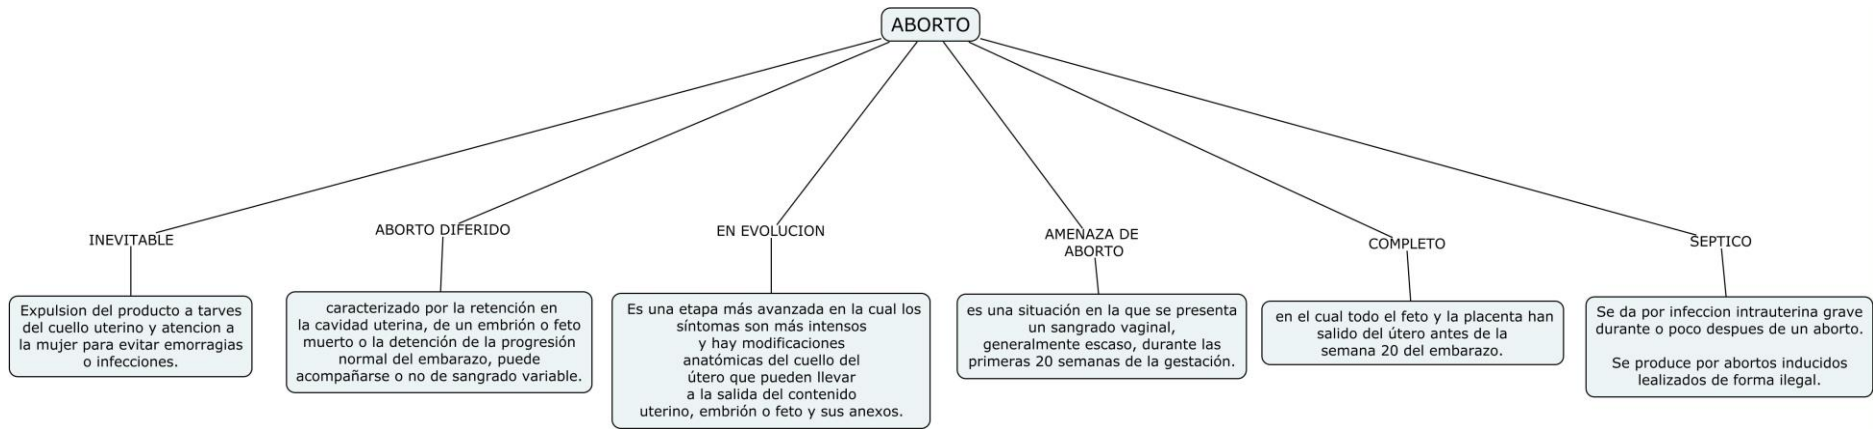 ABORTO
INEVITABLE
Expulsion del producto a tarves
del cuello uterino y atencion a
la mujer para evitar emorragias
o infecciones.
ABORTO DIFERIDO
caracterizado por la retención en
la cavidad uterina, de un embrión o feto
muerto o la detención de la progresión
normal del embarazo, puede
acompañarse o no de sangrado variable.
EN EVOLUCION
Es una etapa más avanzada en la cual los
síntomas son más intensos
y hay modificaciones
anatómicas del cuello del
útero que pueden llevar
a la salida del contenido
uterino, embrión o feto y sus anexos.
AMENAZA DE
ABORTO
es una situación en la que se presenta
un sangrado vaginal,
generalmente escaso, durante las
primeras 20 semanas de la gestación.
COMPLETO
en el cual todo el feto y la placenta han
salido del útero antes de la
semana 20 del embarazo.
SEPTICO
Se da por infeccion intrauterina grave
durante o poco despues de un aborto.
Se produce por abortos inducidos
lealizados de forma ilegal.